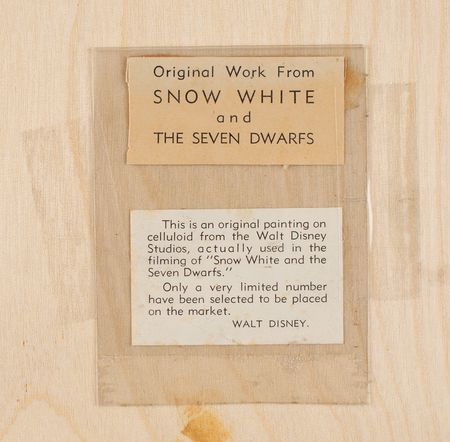 Original Work From
SNOW WHITE
and
THE SEVEN DWARFS
This is an original painting on
celluloid from the Walt Disney
Studios, actually used in the
filming of "Snow White and the
Seven Dwarfs."
Only a very limited number
have been selected to be placed
on the market.
WALT DISNEY.